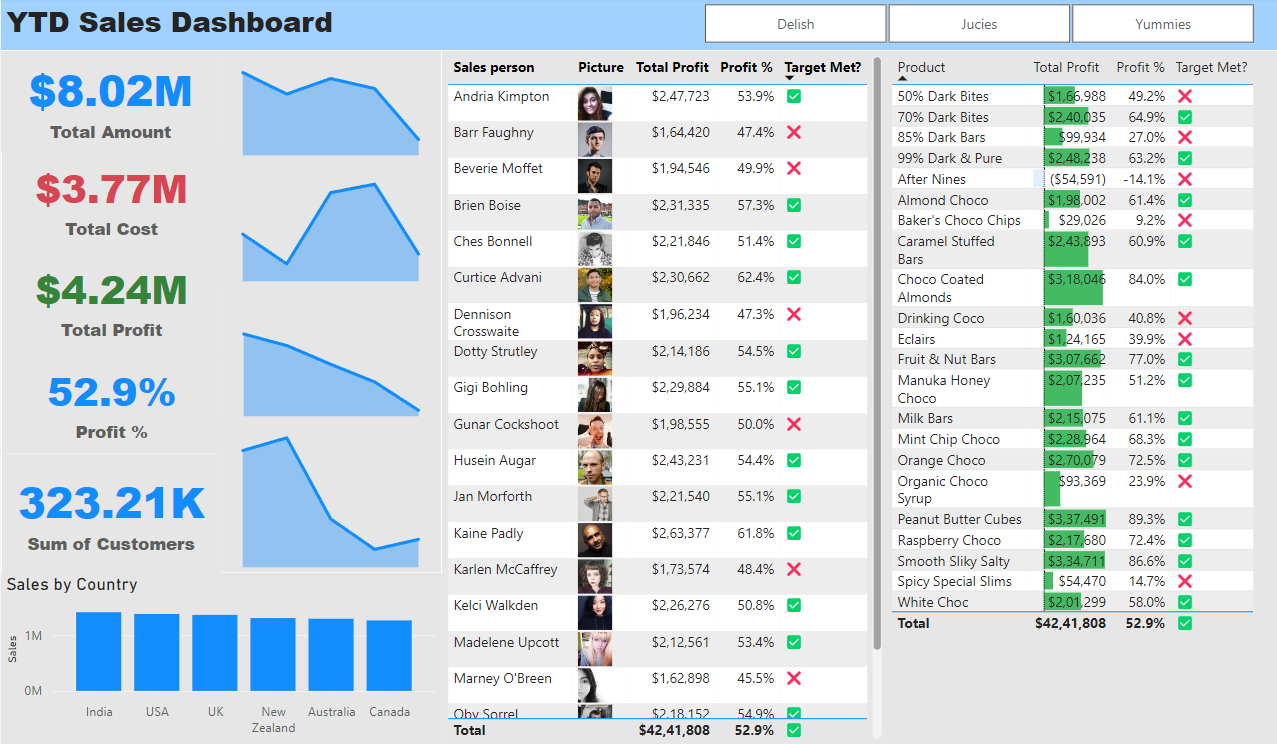 YTD Sales Dashboard
Delish
Jucies
Yummies
$8.02M
Total Amount
$3.77M
Total Cost
$4.24M
Total Profit
52.9%
Profit %
323.21K
Sum of Customers
Sales by Country
Sales
1M
0M
India USA UK New Australia Canada
Zealand
Sales person Picture Total Profit Profit % Target Met?
Andria Kimpton $2,47,723 53.9%
Barr Faughny $1,64,420 47.4%
Beverie Moffet $1,94,546 49.9%
Brien Boise $2,31,335 57.3%
Ches Bonnell $2,21,846 51.4%
Curtice Advani $2,30,662 62.4%
Dennison $1,96,234 47.3%
Crosswaite
Dotty Strutley $2,14,186 54.5%
Gigi Bohling $2,29,884 55.1%
Gunar Cockshoot $1,98,555 50.0%
Husein Augar $2,43,231 54.4%
Jan Morforth $2,21,540 55.1%
Kaine Padly $2,63,377 61.8%
Karlen McCaffrey $1,73,574 48.4%
Kelci Walkden $2,26,276 50.8%
Madelene Upcott $2,12,561 53.4%
Marney O'Breen $1,62,898 45.5%
Oby Sorrel $2,18,152 54.9%
Total $42,41,808 52.9%
Product Total Profit Profit % Target Met?
50% Dark Bites $1,66,988 49.2%
70% Dark Bites $2,40,035 64.9%
85% Dark Bars $99,934 27.0%
99% Dark & Pure $2,48,238 63.2%
After Nines ($54,591) -14.1%
Almond Choco $1,98,002 61.4%
Baker's Choco Chips $29,026 9.2%
Caramel Stuffed $2,43,893 60.9%
Bars
Choco Coated $3,18,046 84.0%
Almonds
Drinking Coco $1,60,036 40.8%
Eclairs $1,24,165 39.9%
Fruit & Nut Bars $3,07,662 77.0%
Manuka Honey $2,07,235 51.2%
Choco
Milk Bars $2,15,075 61.1%
Mint Chip Choco $2,28,964 68.3%
Orange Choco $2,70,079 72.5%
Organic Choco $93,369 23.9%
Syrup
Peanut Butter Cubes $3,37,491 89.3%
Raspberry Choco $2,17,680 72.4%
Smooth Sliky Salty $3,34,711 86.6%
Spicy Special Slims $54,470 14.7%
White Choc $2,01,299 58.0%
Total $42,41,808 52.9%